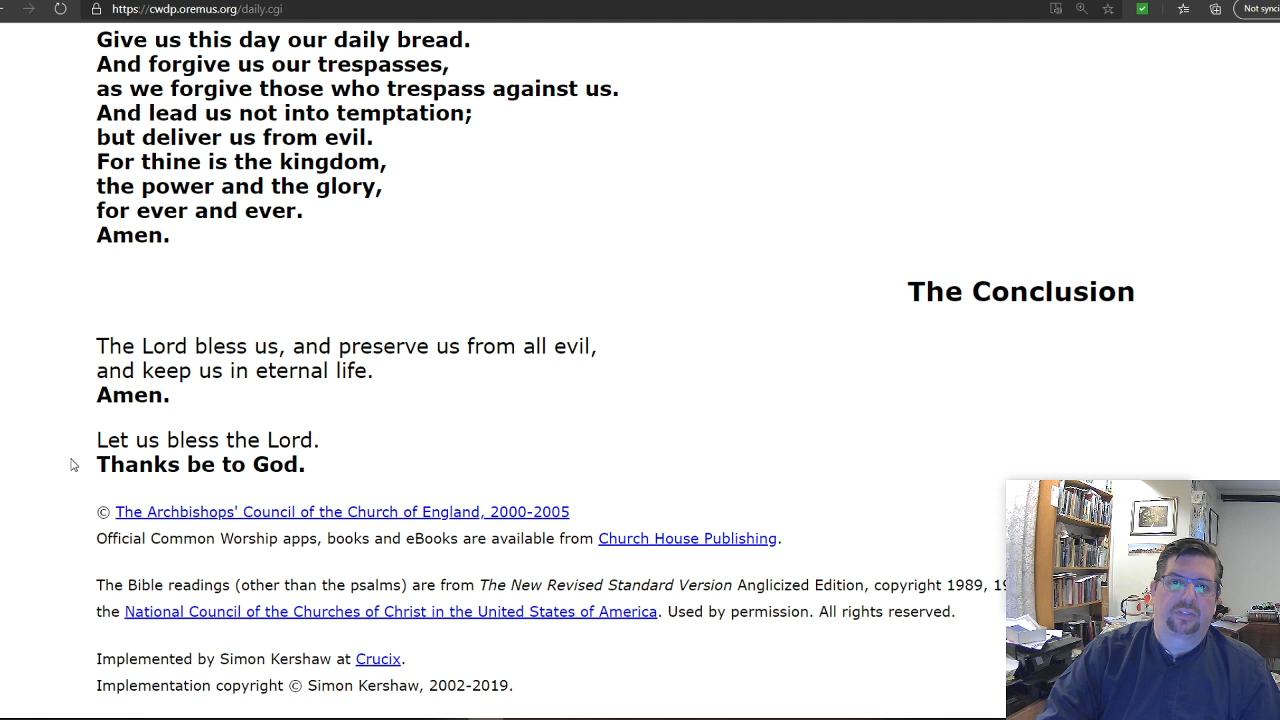 https://cwdp.oremus.org/daily.cgi
Not sync
Give us this day our daily bread.
And forgive us our trespasses,
as we forgive those who trespass against us.
And lead us not into temptation;
but deliver us from evil.
For thine is the kingdom,
the power and the glory,
for ever and ever.
Amen.
The Conclusion
The Lord bless us, and preserve us from all evil,
and keep us in eternal life.
Amen.
Let us bless the Lord.
Thanks be to God.
© The Archbishops' Council of the Church of England, 2000-2005
Official Common Worship apps, books and eBooks are available from Church House Publishing.
The Bible readings (other than the psalms) are from The New Revised Standard Version Anglicized Edition, copyright 1989, 19
the National Council of the Churches of Christ in the United States of America. Used by permission. All rights reserved.
Implemented by Simon Kershaw at Crucix.
Implementation copyright © Simon Kershaw, 2002-2019.